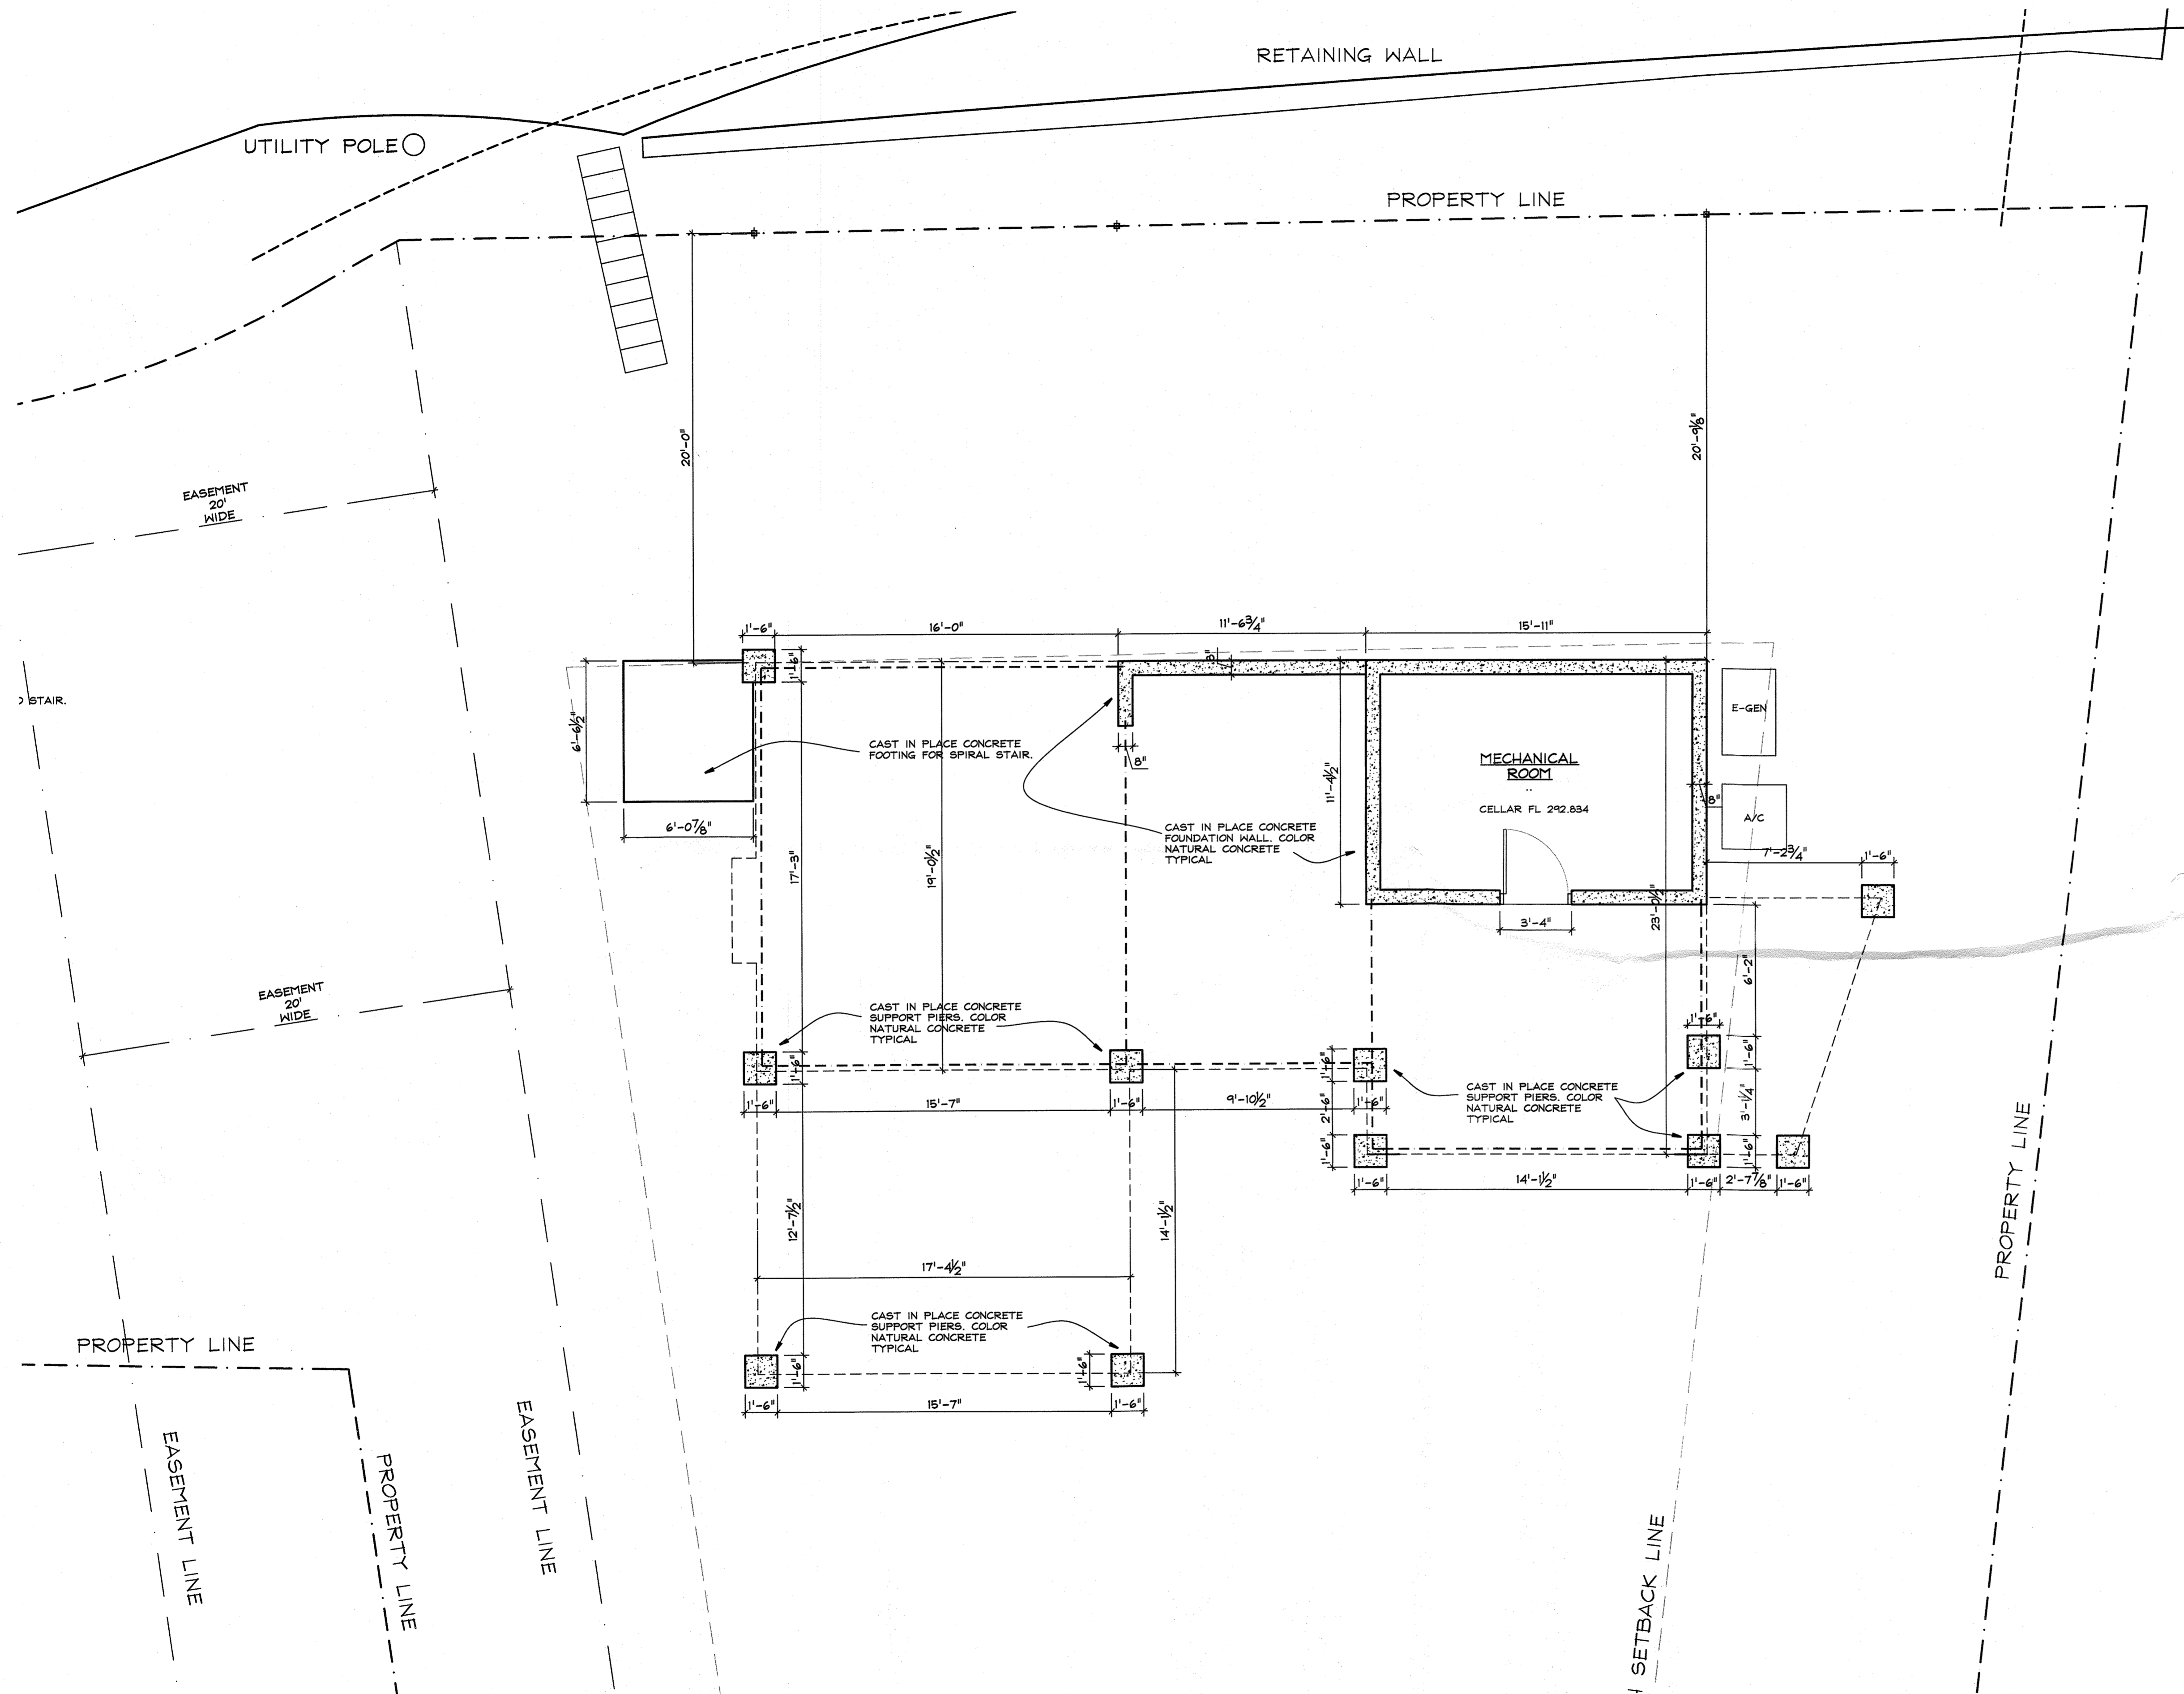 RETAINING WALL
UTILITY POLE
PROPERTY LINE
20'-0"
20'-9⅛"
EASEMENT
20'
WIDE
1'-6"
16'-0"
11'-6¾"
15'-11"
1'-6"
8"
STAIR.
6'-6½"
E-GEN
CAST IN PLACE CONCRETE
FOOTING FOR SPIRAL STAIR.
8"
MECHANICAL
ROOM
11'-4½"
CELLAR FL 292.834
8"
A/C
6'-0⅞"
CAST IN PLACE CONCRETE
FOUNDATION WALL. COLOR
NATURAL CONCRETE
TYPICAL
7'-2¾"
1'-6"
17'-3"
19'-0½"
23'-0½"
3'-4"
6'-2"
EASEMENT
20'
WIDE
CAST IN PLACE CONCRETE
SUPPORT PIERS. COLOR
NATURAL CONCRETE
TYPICAL
1'-6"
1'-6"
1'-6"
1'-6"
CAST IN PLACE CONCRETE
SUPPORT PIERS. COLOR
NATURAL CONCRETE
TYPICAL
1'-6"
15'-7"
1'-6"
9'-10½"
1'-6"
2'-6"
3'-1¼"
1'-6"
1'-6"
1'-6"
14'-1½"
1'-6"
2'-7⅞"
1'-6"
PROPERTY LINE
12'-7½"
14'-1½"
17'-4½"
CAST IN PLACE CONCRETE
SUPPORT PIERS. COLOR
NATURAL CONCRETE
TYPICAL
PROPERTY LINE
1'-6"
1'-6"
1'-6"
15'-7"
1'-6"
EASEMENT LINE
PROPERTY LINE
EASEMENT LINE
SETBACK LINE